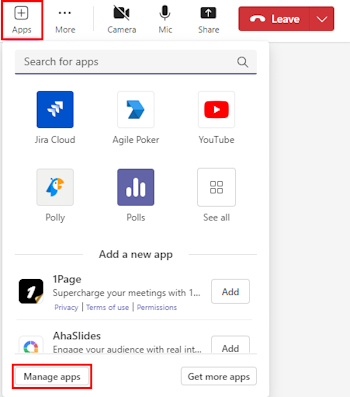 Apps
More
Camera
Mic
Share
Leave
Search for apps
Jira Cloud
Agile Poker
YouTube
Polly
Polls
See all
Add a new app
1Page
Supercharge your meetings with 1...
Privacy | Terms of use | Permissions
Add
AhaSlides
Engage your audience with real int...
Add
Manage apps
Get more apps